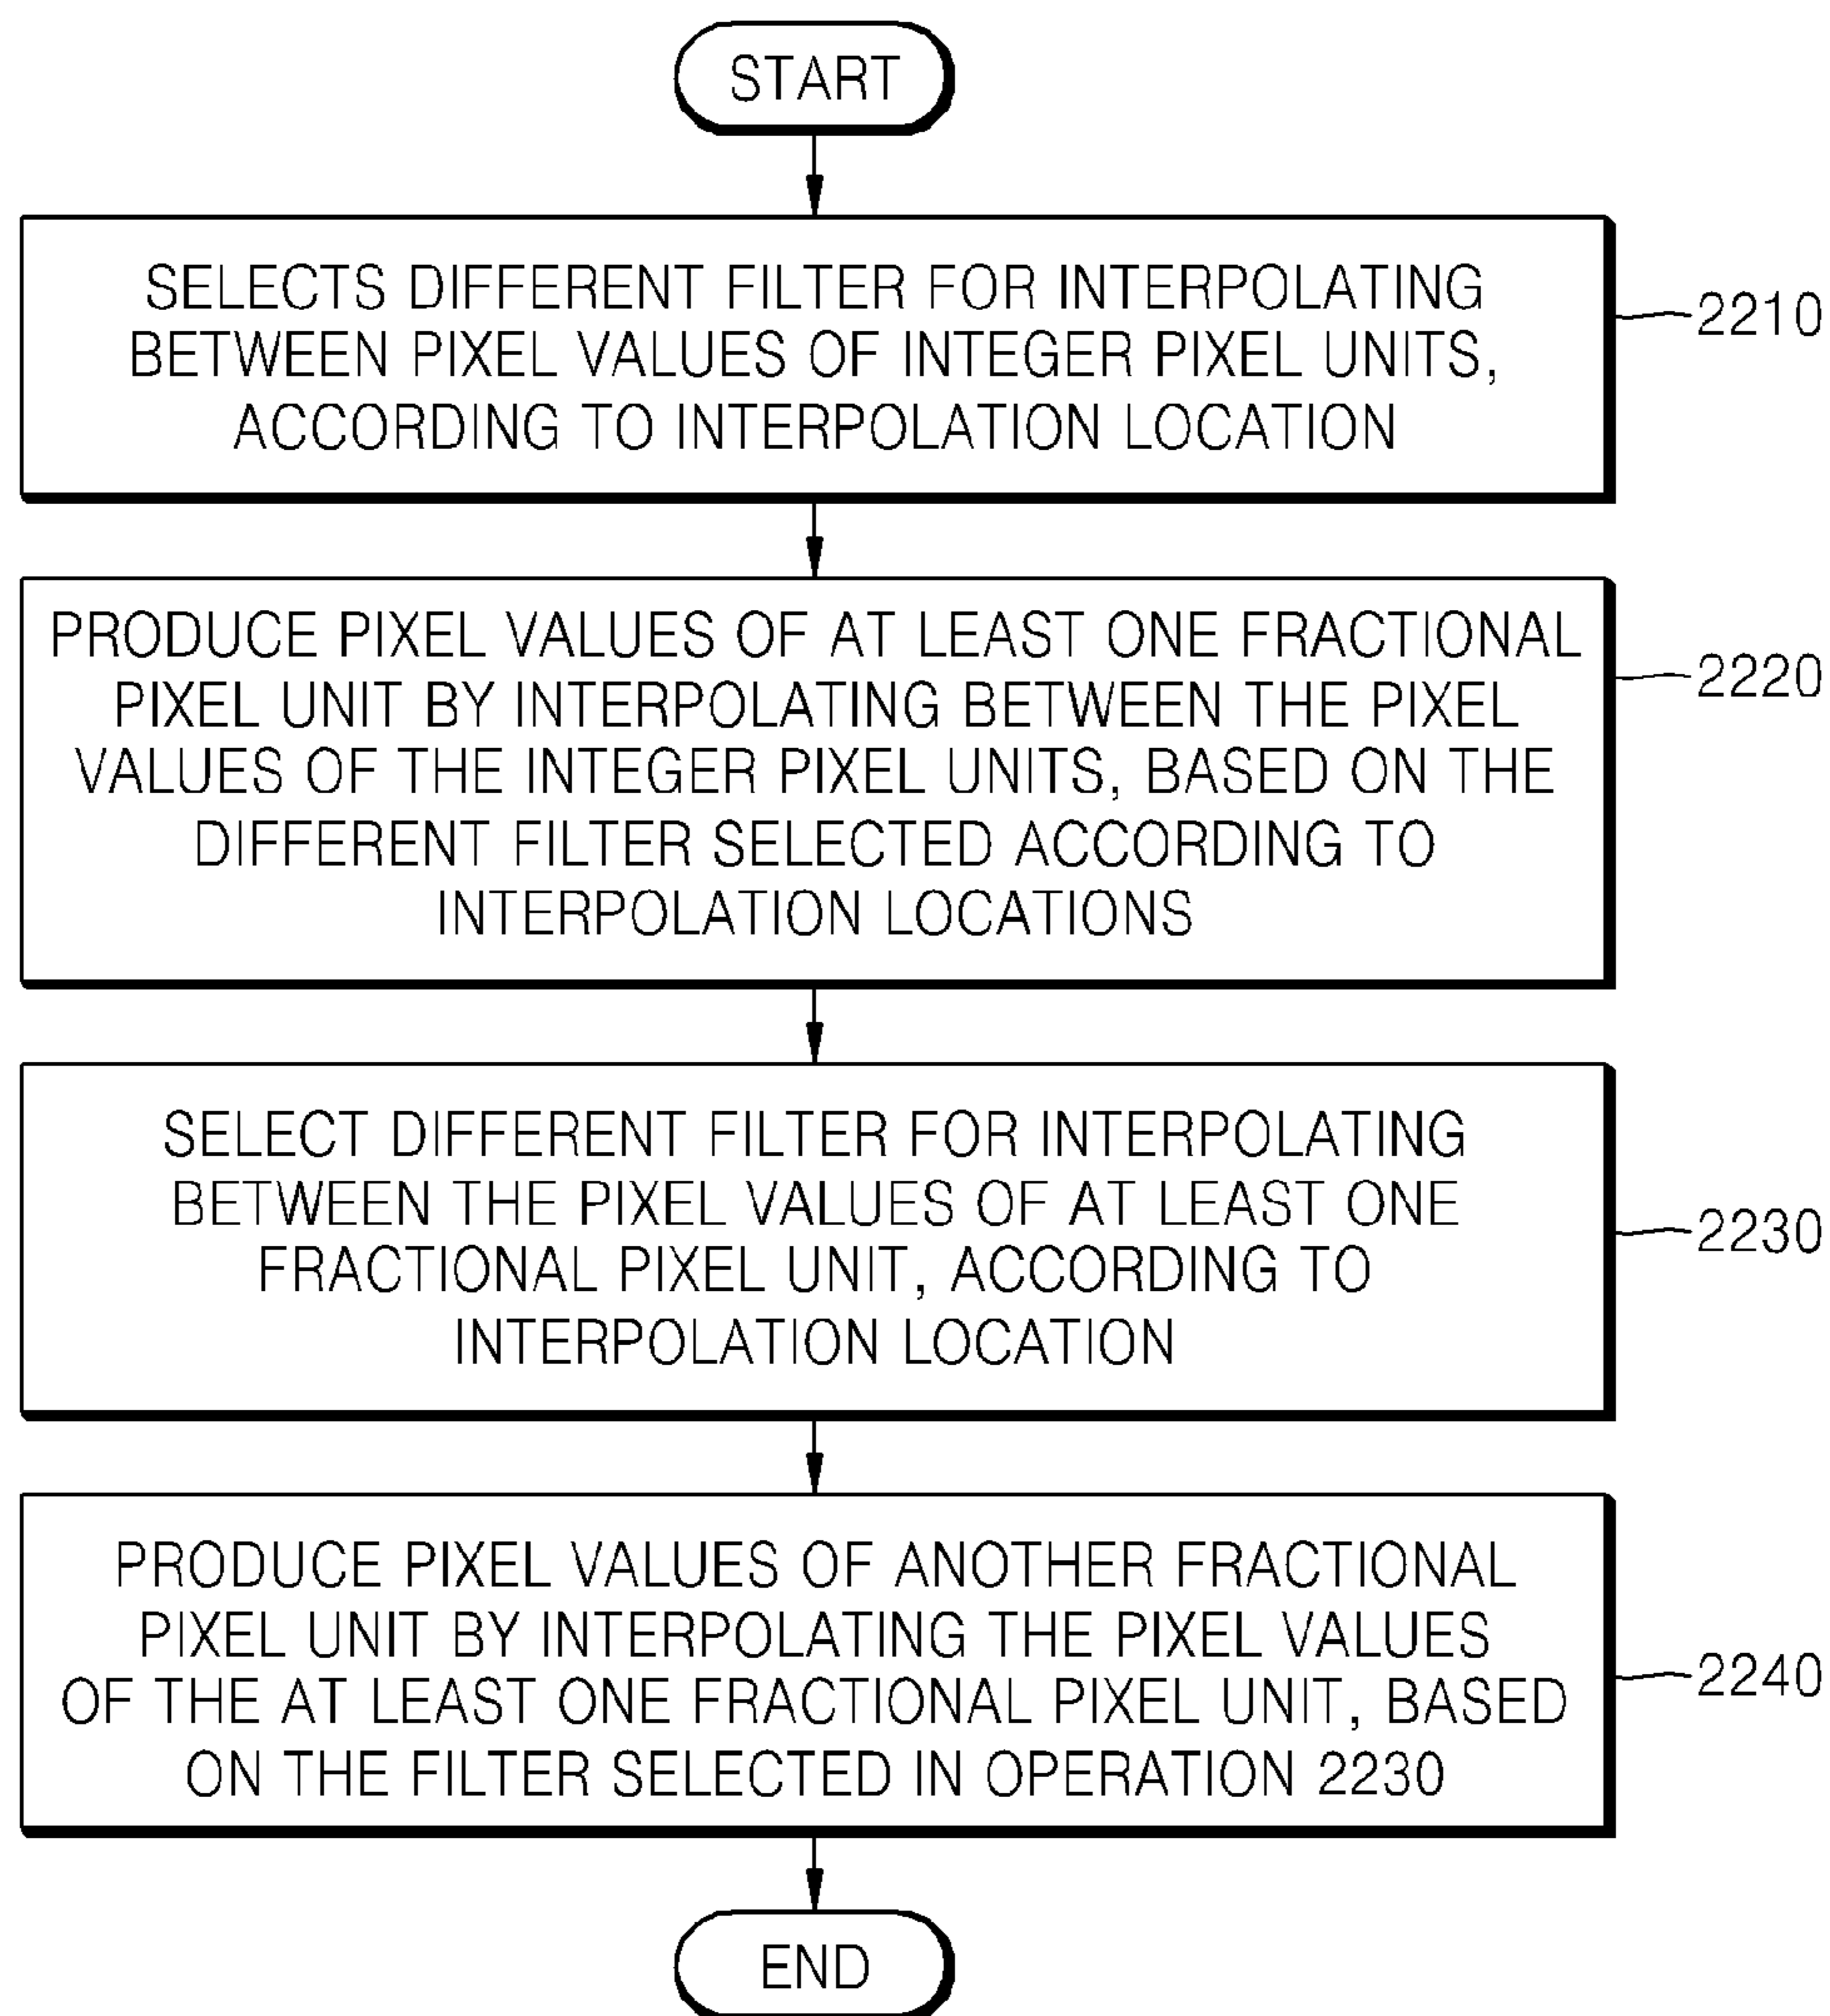 START
SELECTS DIFFERENT FILTER FOR INTERPOLATING
BETWEEN PIXEL VALUES OF INTEGER PIXEL UNITS,
ACCORDING TO INTERPOLATION LOCATION
2210
PRODUCE PIXEL VALUES OF AT LEAST ONE FRACTIONAL
PIXEL UNIT BY INTERPOLATING BETWEEN THE PIXEL
VALUES OF THE INTEGER PIXEL UNITS, BASED ON THE
DIFFERENT FILTER SELECTED ACCORDING TO
INTERPOLATION LOCATIONS
2220
SELECT DIFFERENT FILTER FOR INTERPOLATING
BETWEEN THE PIXEL VALUES OF AT LEAST ONE
FRACTIONAL PIXEL UNIT, ACCORDING TO
INTERPOLATION LOCATION
2230
PRODUCE PIXEL VALUES OF ANOTHER FRACTIONAL
PIXEL UNIT BY INTERPOLATING THE PIXEL VALUES
OF THE AT LEAST ONE FRACTIONAL PIXEL UNIT, BASED
ON THE FILTER SELECTED IN OPERATION 2230
2240
END